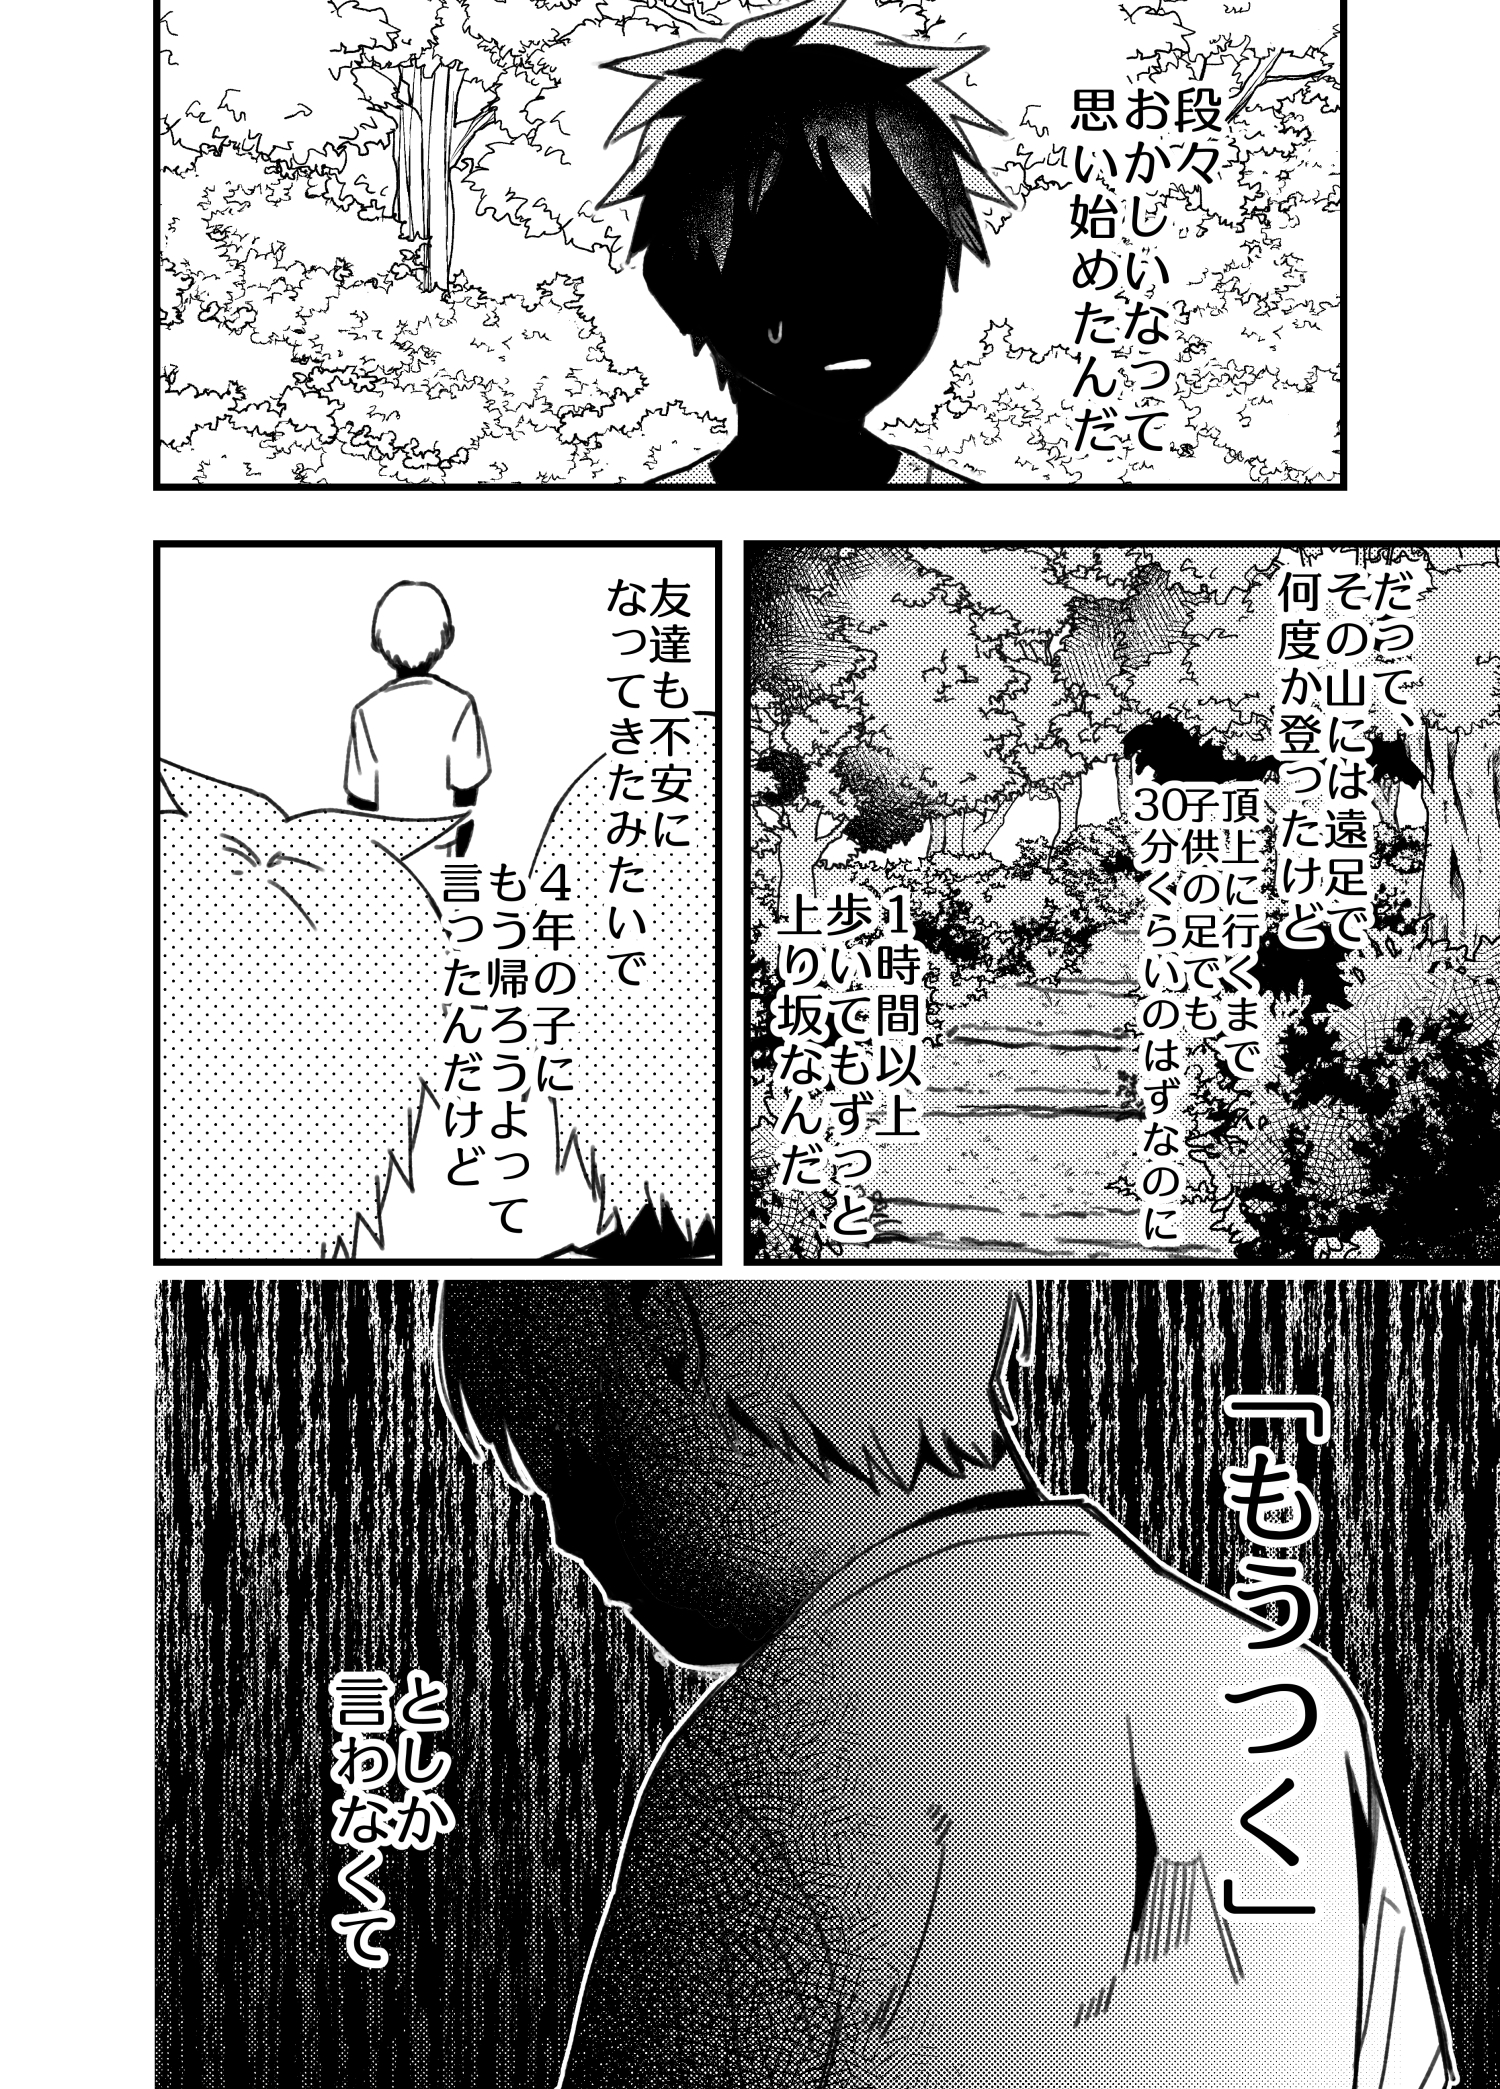 段々
おかしいなって
思い始めたんだ
だって、
その山には遠足で
何度か登ったけど
頂上に行くまで
子供の足でも
30分くらいのはずなのに
1時間以上
歩いてもずっと
上り坂なんだ
友達も不安に
なってきたみたいで
４年の子に
もう帰ろうよって
言ったんだけど
「もうつく」
としか
言わなくて